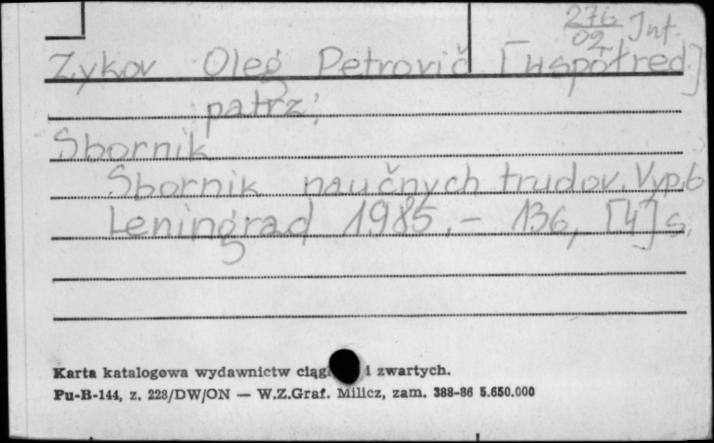 276
02 Int.
Zykov Oleg Petrovič [współred.]
patrz:
Sbornik
Sbornik naučnych trudov. Vyp. 6
Leningrad 1985. – 136, [4] s.
Karta katalogowa wydawnictw ciągł i zwartych.
Pu-B-144, z. 228/DW/ON — W.Z.Graf. Milicz, zam. 388-86 5.650.000